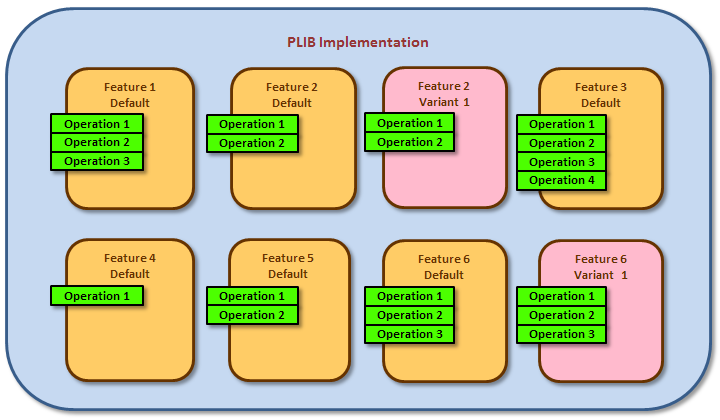 PLIB Implementation
Feature 1
Default
Operation 1
Operation 2
Operation 3
Feature 2
Default
Operation 1
Operation 2
Feature 2
Variant 1
Operation 1
Operation 2
Feature 3
Default
Operation 1
Operation 2
Operation 3
Operation 4
Feature 4
Default
Operation 1
Feature 5
Default
Operation 1
Operation 2
Feature 6
Default
Operation 1
Operation 2
Operation 3
Feature 6
Variant 1
Operation 1
Operation 2
Operation 3